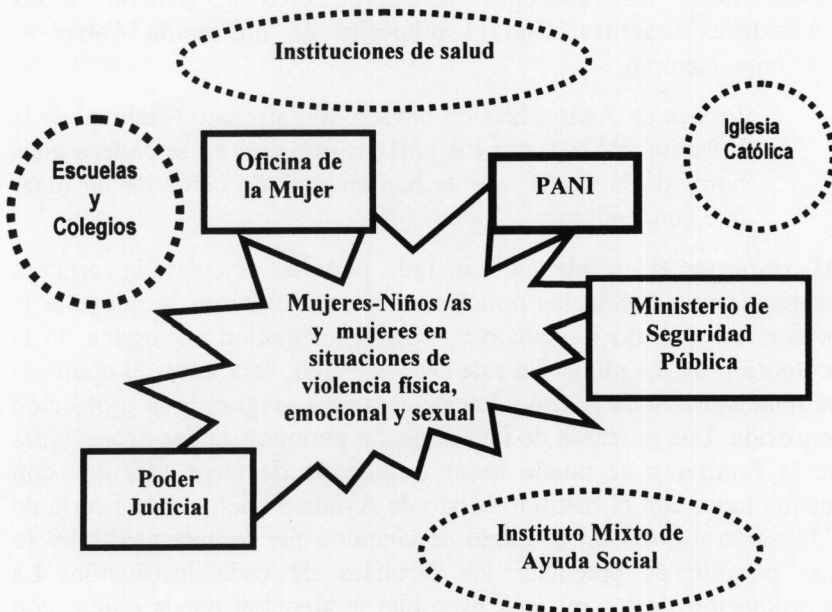 Instituciones de salud
Escuelas
y
Colegios
Oficina de
la Mujer
PANI
Iglesia
Católica
Mujeres-Niños /as
y mujeres en
situaciones de
violencia física,
emocional y sexual
Ministerio de
Seguridad
Pública
Poder
Judicial
Instituto Mixto de
Ayuda Social